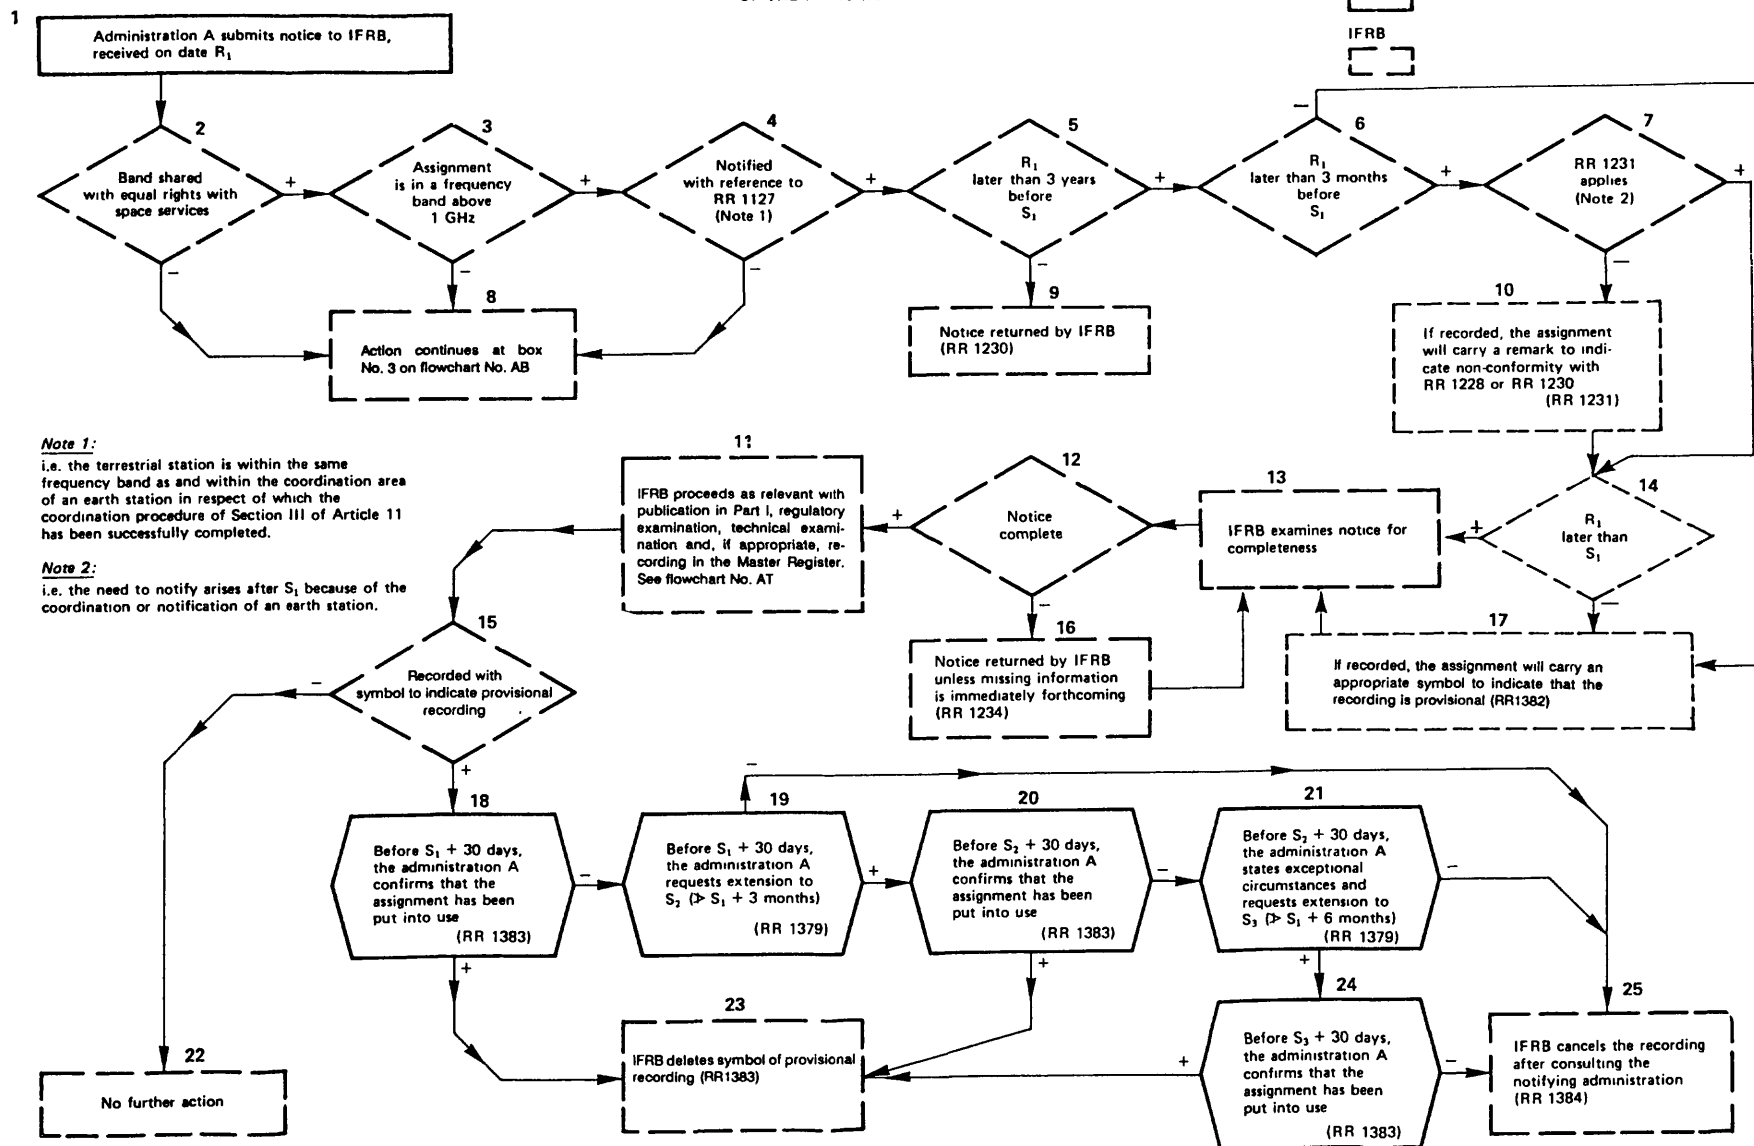 1
Administration A submits notice to IFRB,
received on date R₁
IFRB
2
Band shared
with equal rights with
space services
+
−
3
Assignment
is in a frequency
band above
1 GHz
+
−
4
Notified
with reference to
RR 1127
(Note 1)
+
−
5
R₁
later than 3 years
before
S₁
+
−
6
R₁
later than 3 months
before
S₁
−
+
7
RR 1231
applies
(Note 2)
+
−
8
Action continues at box
No. 3 on flowchart No. AB
9
Notice returned by IFRB
(RR 1230)
10
If recorded, the assignment
will carry a remark to indi-
cate non-conformity with
RR 1228 or RR 1230
(RR 1231)
Note 1:
i.e. the terrestrial station is within the same
frequency band as and within the coordination area
of an earth station in respect of which the
coordination procedure of Section III of Article 11
has been successfully completed.
Note 2:
i.e. the need to notify arises after S₁ because of the
coordination or notification of an earth station.
IFRB proceeds as relevant with
publication in Part I, regulatory
examination, technical exami-
nation and, if appropriate, re-
cording in the Master Register.
See flowchart No. AT
12
Notice
complete
+
−
13
IFRB examines notice for
completeness
14
R₁
later than
S₁
+
−
15
Recorded with
symbol to indicate provisional
recording
−
+
16
Notice returned by IFRB
unless missing information
is immediately forthcoming
(RR 1234)
17
If recorded, the assignment will carry an
appropriate symbol to indicate that the
recording is provisional (RR1382)
18
Before S₁ + 30 days,
the administration A
confirms that the
assignment has been
put into use
(RR 1383)
−
+
19
Before S₁ + 30 days,
the administration A
requests extension to
S₂ (≯ S₁ + 3 months)
(RR 1379)
−
+
20
Before S₂ + 30 days,
the administration A
confirms that the
assignment has been
put into use
(RR 1383)
−
+
21
Before S₂ + 30 days,
the administration A
states exceptional
circumstances and
requests extension to
S₃ (≯ S₁ + 6 months)
(RR 1379)
−
+
22
No further action
23
IFRB deletes symbol of provisional
recording (RR1383)
24
Before S₃ + 30 days,
the administration A
confirms that the
assignment has been
put into use
(RR 1383)
+
−
25
IFRB cancels the recording
after consulting the
notifying administration
(RR 1384)